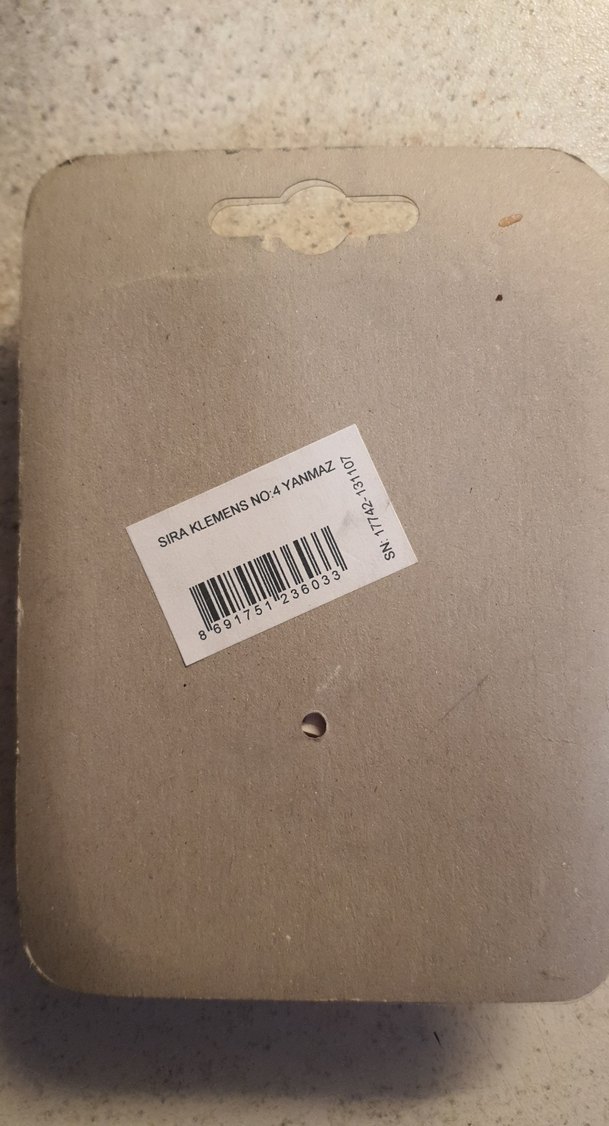 SIRA KLEMENS NO:4 YANMAZ
8 691751 236033
SN: 17742-131107